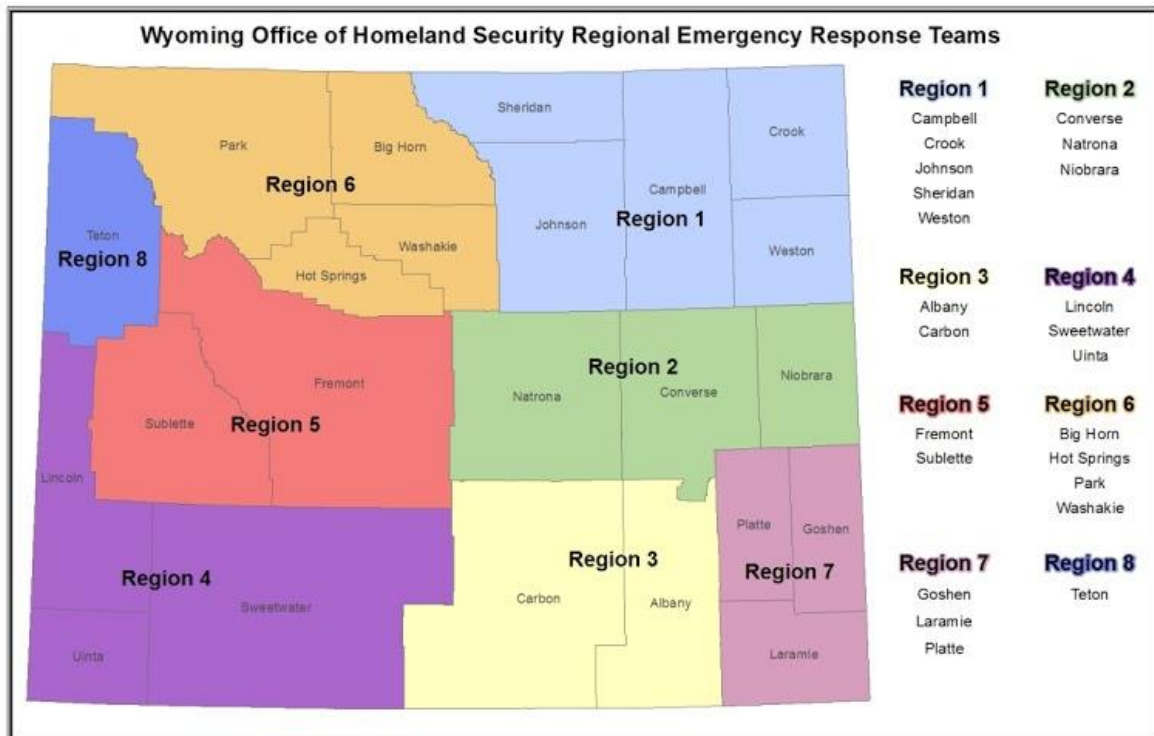 Wyoming Office of Homeland Security Regional Emergency Response Teams
Sheridan
Crook
Park
Big Horn
Campbell
Region 6
Region 1
Johnson
Teton
Region 8
Washakie
Weston
Hot Springs
Fremont
Region 2
Niobrara
Natrona
Converse
Sublette
Region 5
Lincoln
Platte
Goshen
Region 3
Region 7
Region 4
Carbon
Albany
Sweetwater
Uinta
Laramie
Region 1
Campbell
Crook
Johnson
Sheridan
Weston
Region 2
Converse
Natrona
Niobrara
Region 3
Albany
Carbon
Region 4
Lincoln
Sweetwater
Uinta
Region 5
Fremont
Sublette
Region 6
Big Horn
Hot Springs
Park
Washakie
Region 7
Goshen
Laramie
Platte
Region 8
Teton